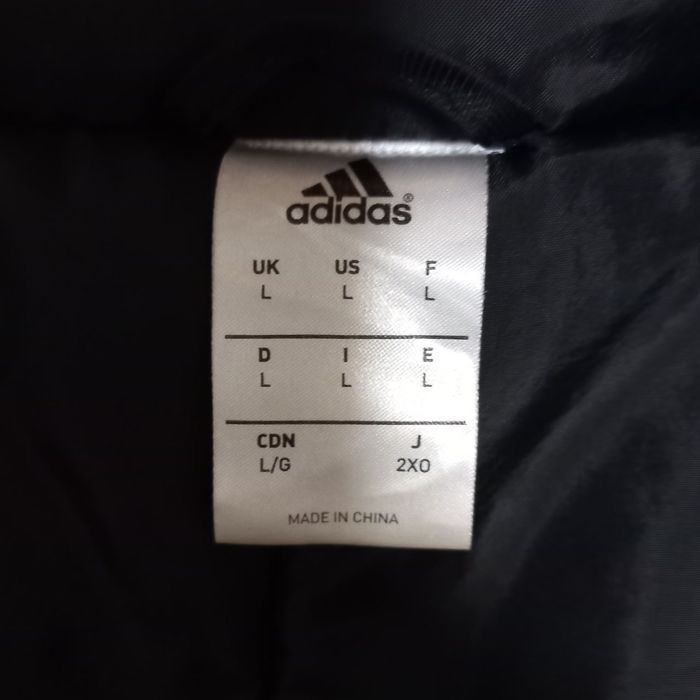 adidas®
UK US F
L L L
D I E
L L L
CDN J
L/G 2XO
MADE IN CHINA